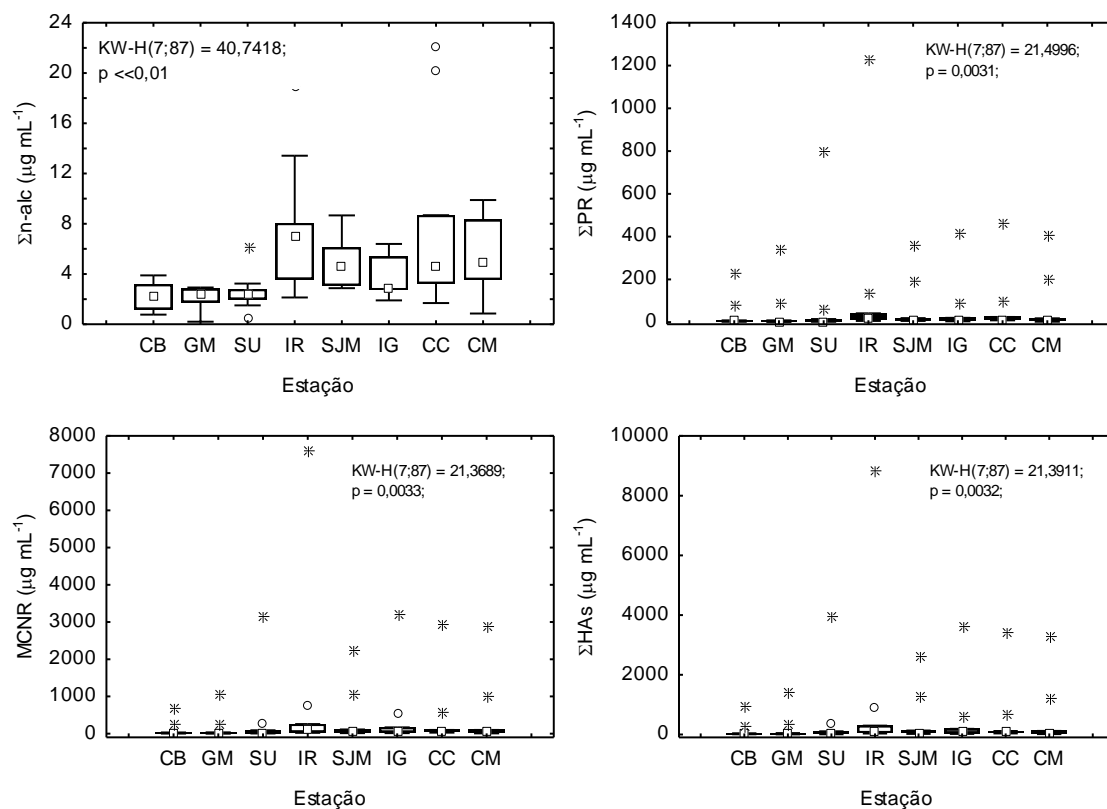 24
20
16
12
8
4
0
Σn-alc (µg mL⁻¹)
KW-H(7;87) = 40,7418;
p <<0,01
CB GM SU IR SJM IG CC CM
Estação
1400
1200
1000
800
600
400
200
0
ΣPR (µg mL⁻¹)
KW-H(7;87) = 21,4996;
p = 0,0031;
CB GM SU IR SJM IG CC CM
Estação
8000
7000
6000
5000
4000
3000
2000
1000
0
MCNR (µg mL⁻¹)
KW-H(7;87) = 21,3689;
p = 0,0033;
CB GM SU IR SJM IG CC CM
Estação
10000
8000
6000
4000
2000
0
ΣHAs (µg mL⁻¹)
KW-H(7;87) = 21,3911;
p = 0,0032;
CB GM SU IR SJM IG CC CM
Estação